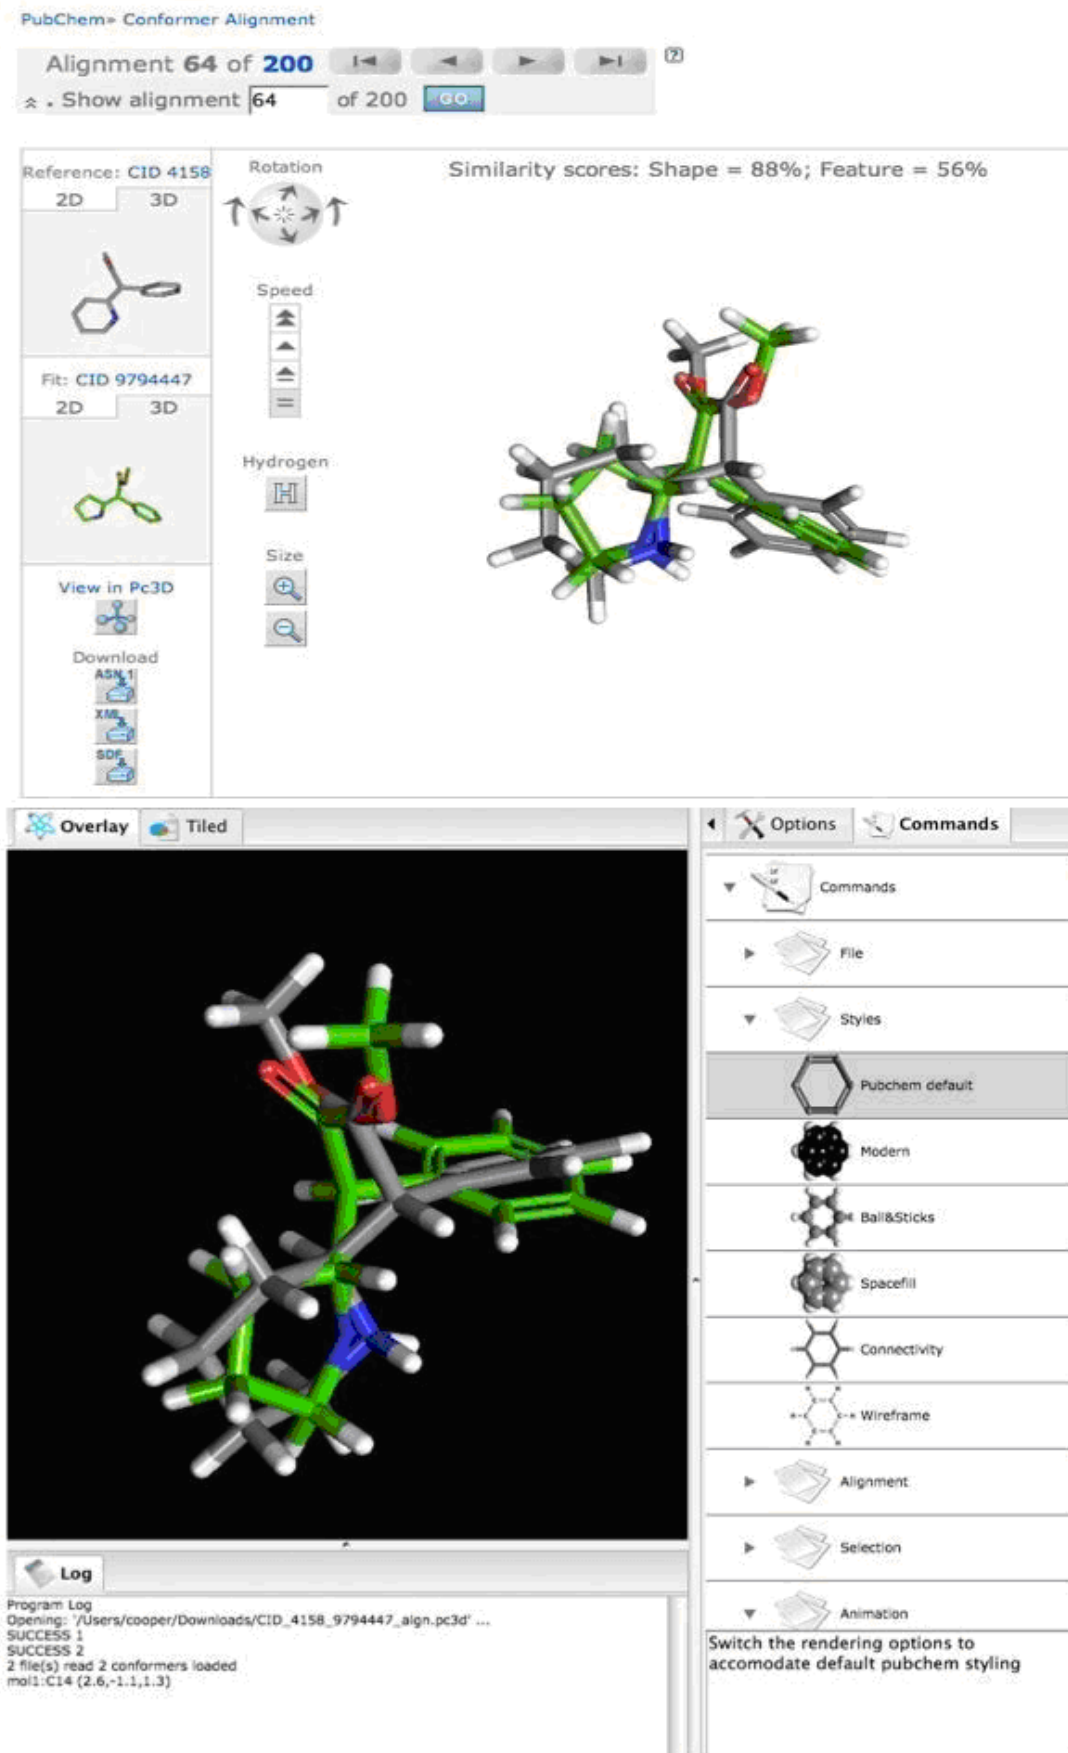 PubChem» Conformer Alignment
Alignment 64 of 200
?
. Show alignment 64 of 200 GO
Reference: CID 4158
2D 3D
Rotation
Similarity scores: Shape = 88%; Feature = 56%
Speed
Fit: CID 9794447
2D 3D
Hydrogen
H
Size
View in Pc3D
Download
ASN.1
XML
SDF
Overlay
Tiled
Options
Commands
Commands
File
Styles
Pubchem default
Modern
Ball&Sticks
Spacefill
Connectivity
Wireframe
Alignment
Selection
Animation
Switch the rendering options to
accomodate default pubchem styling
Log
Program Log
Opening: '/Users/cooper/Downloads/CID_4158_9794447_algn.pc3d' ...
SUCCESS 1
SUCCESS 2
2 file(s) read 2 conformers loaded
mol1:C14 (2.6,-1.1,1.3)